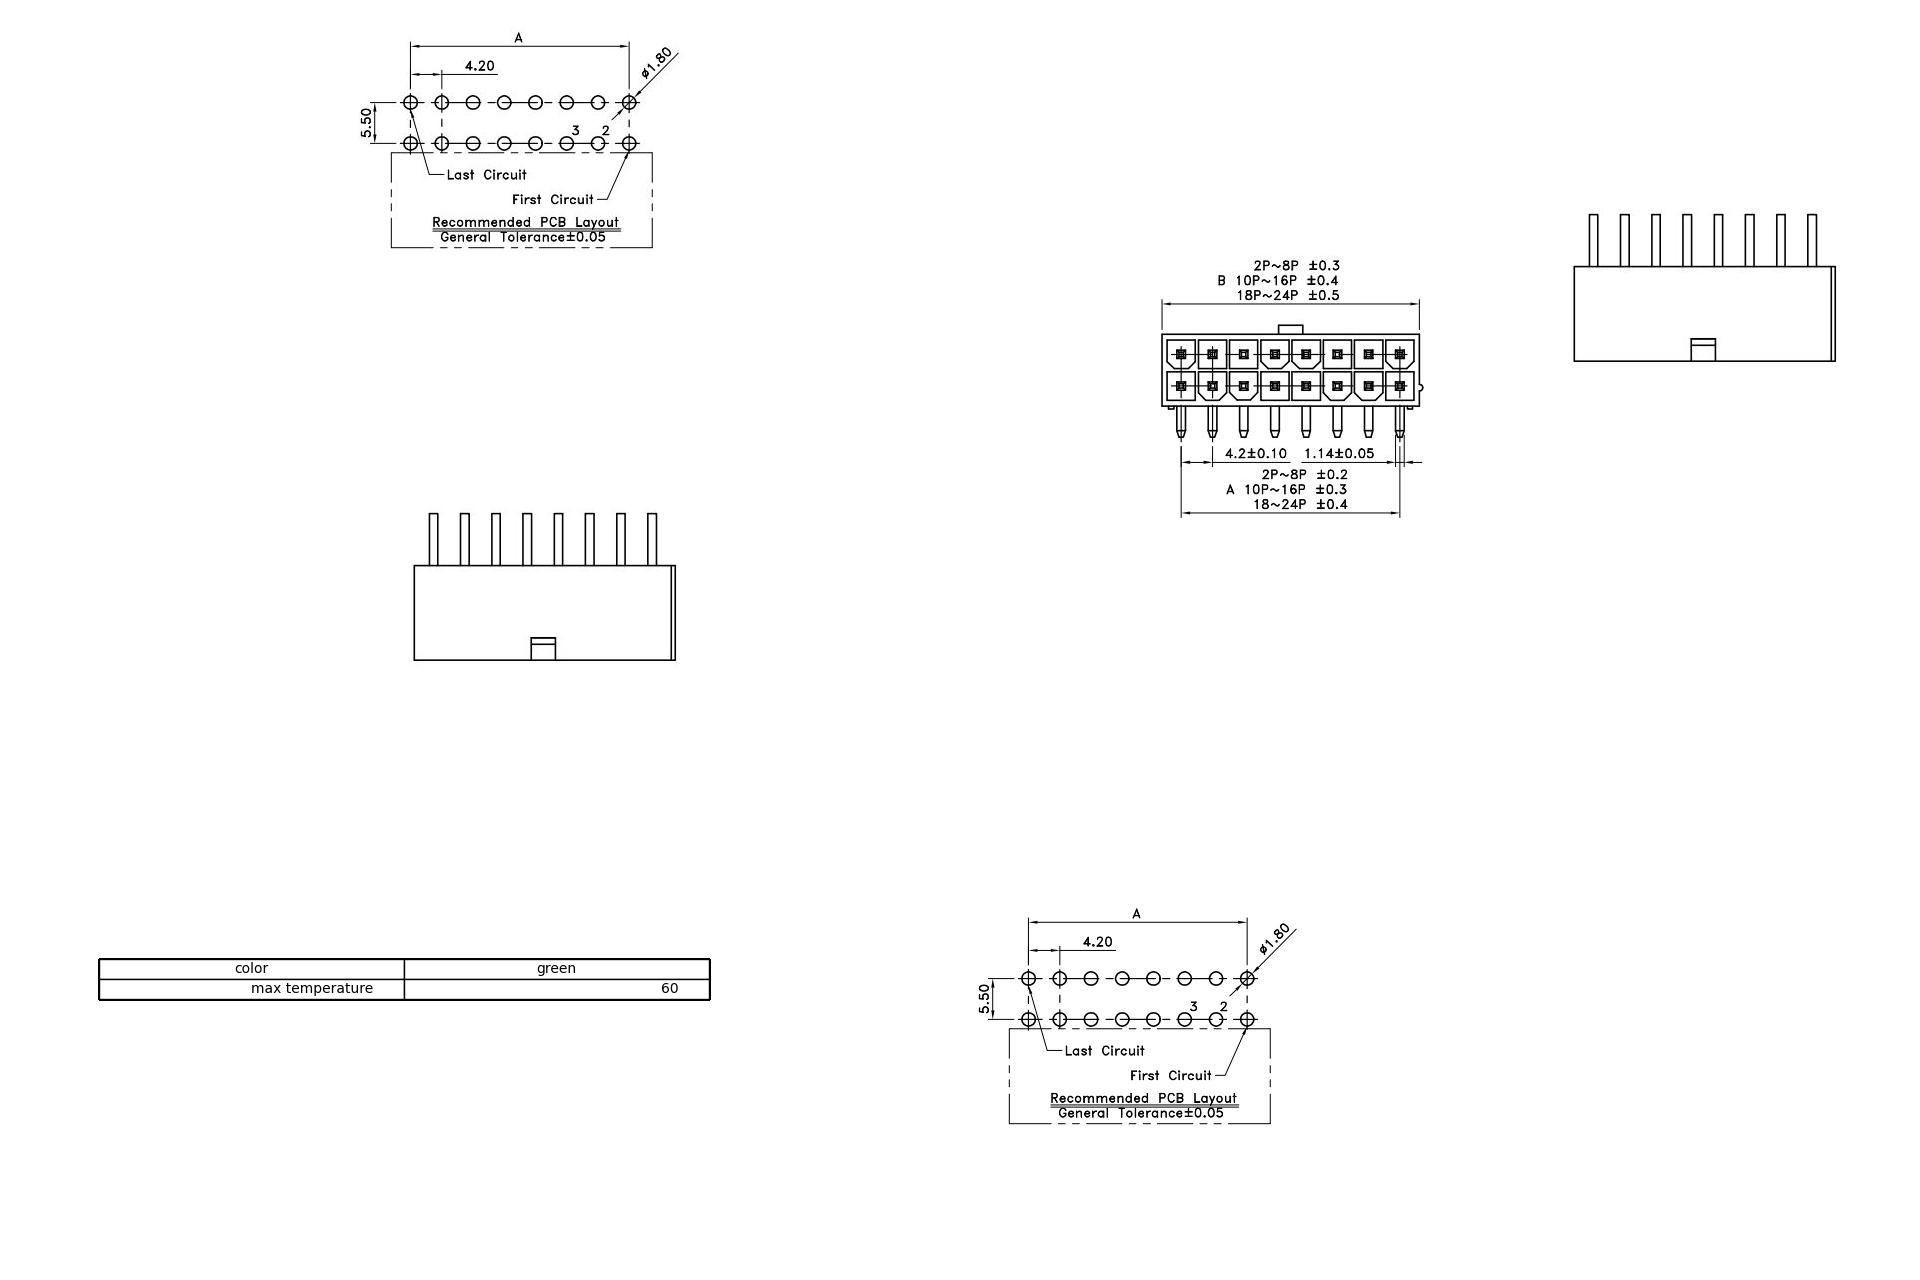 A
4.20
ø1.80
5.50
3 2
Last Circuit
First Circuit
Recommended PCB Layout
General Tolerance±0.05
2P~8P ±0.3
B 10P~16P ±0.4
18P~24P ±0.5
4.2±0.10 1.14±0.05
2P~8P ±0.2
A 10P~16P ±0.3
18~24P ±0.4
color green
max temperature 60
A
4.20
ø1.80
5.50
3 2
Last Circuit
First Circuit
Recommended PCB Layout
General Tolerance±0.05